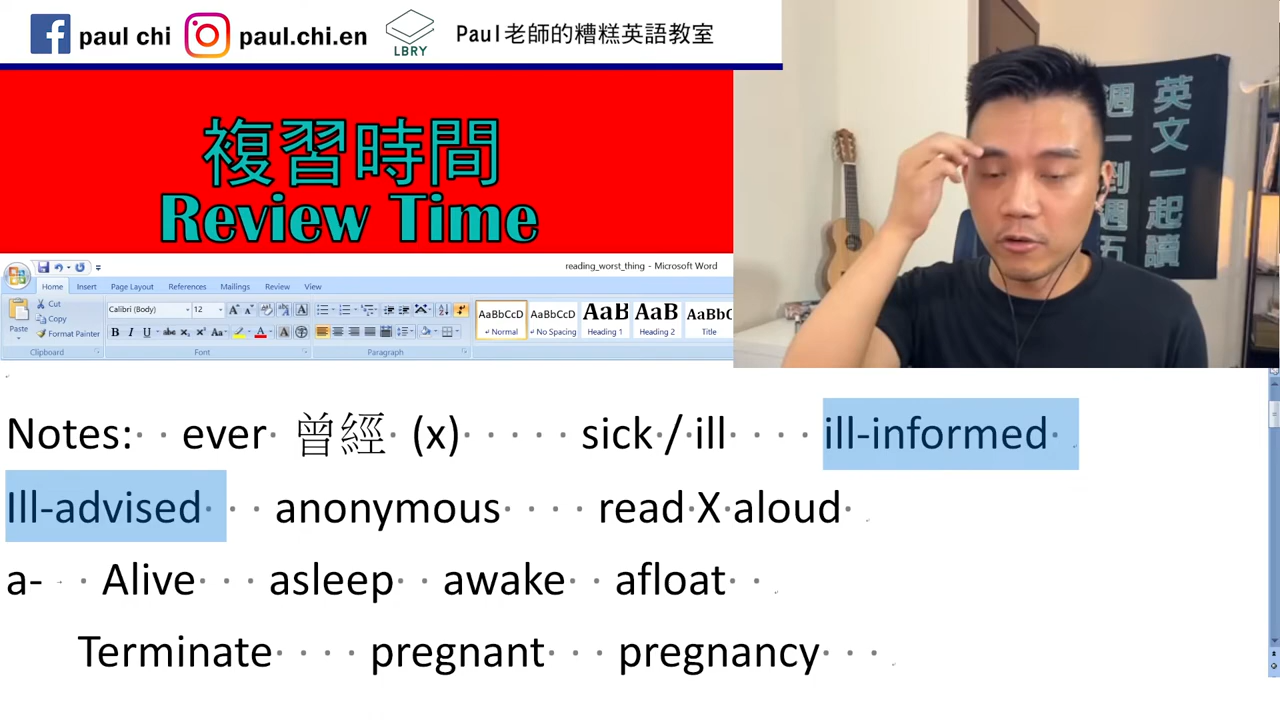 paul chi paul.chi.en LBRY Paul老師的糟糕英語教室
複習時間
Review Time
英文一起讀
週一到週五
reading_worst_thing - Microsoft Word
Home Insert Page Layout References Mailings Review View
Paste Cut Copy Format Painter
Calibri (Body) 12
AaBbCcD AaBbCcD AaBb AaBbC AaBbC
Normal No Spacing Heading 1 Heading 2 Title
Clipboard Font Paragraph
Notes: ever 曾經 (x) sick / ill ill-informed
Ill-advised anonymous read X aloud
a- Alive asleep awake afloat
Terminate pregnant pregnancy